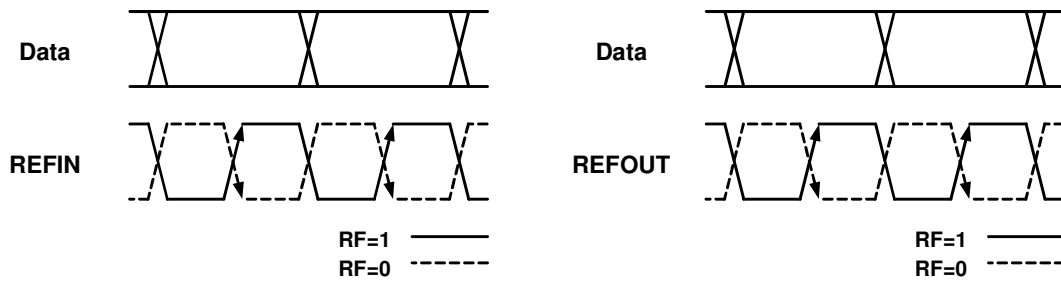 Data
REFIN
RF=1
RF=0
Data
REFOUT
RF=1
RF=0